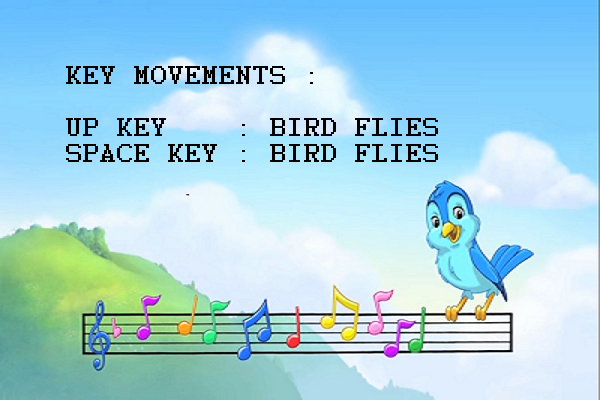 KEY MOVEMENTS :
UP KEY    : BIRD FLIES
SPACE KEY : BIRD FLIES